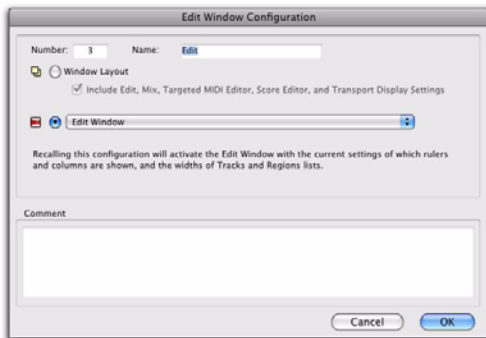 Edit Window Configuration
Number: 3 Name: Edit
Window Layout
Include Edit, Mix, Targeted MIDI Editor, Score Editor, and Transport Display Settings
Edit Window
Recalling this configuration will activate the Edit Window with the current settings of which rulers
and columns are shown, and the widths of Tracks and Regions lists.
Comment
Cancel OK